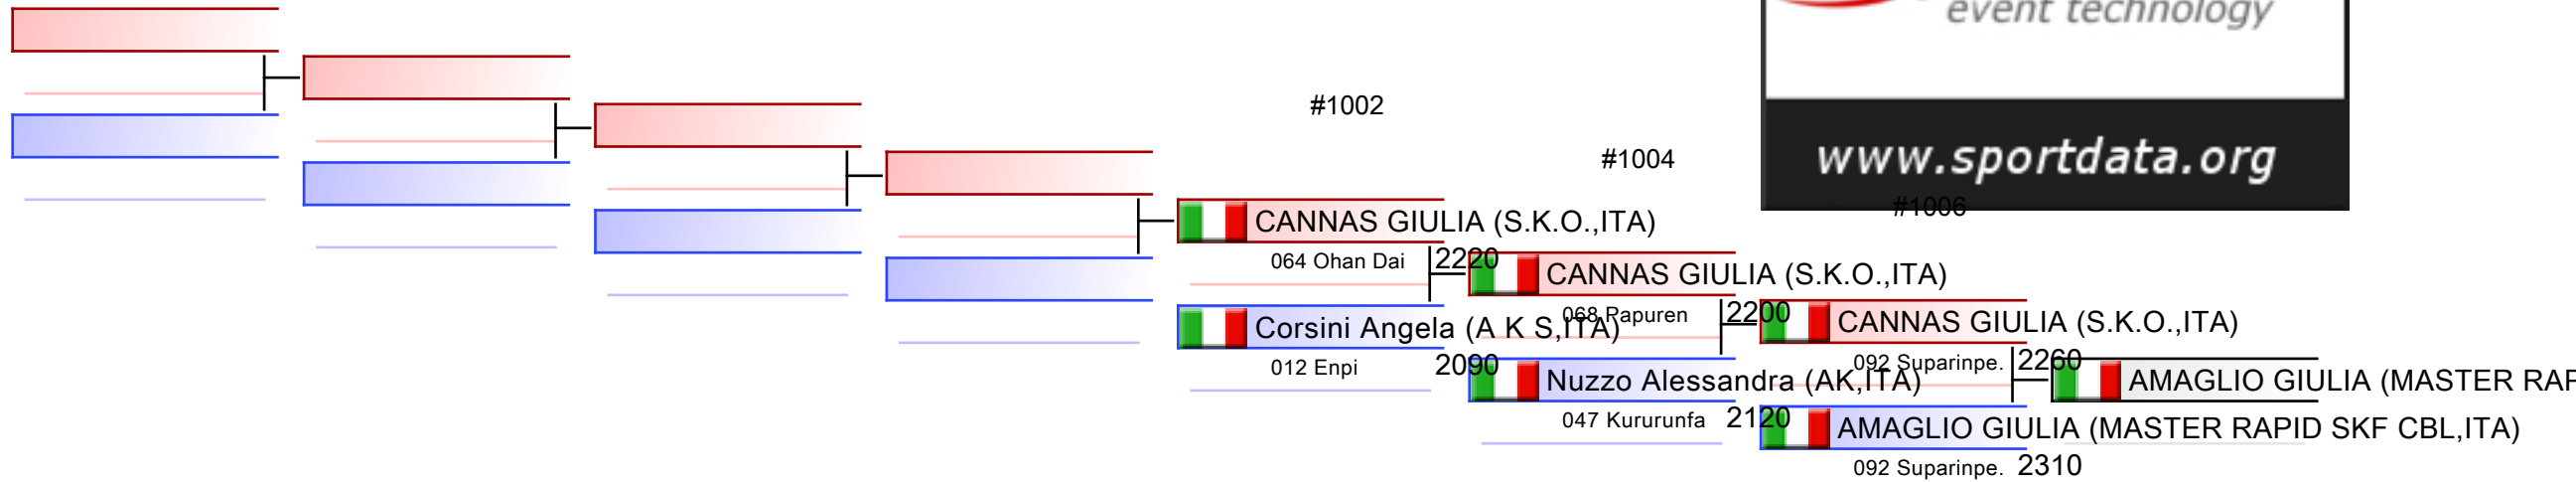 event technology
www.sportdata.org
#1002
#1004
#1006
CANNAS GIULIA (S.K.O.,ITA)
064 Ohan Dai 2220
Corsini Angela (A K S,ITA)
012 Enpi 2090
CANNAS GIULIA (S.K.O.,ITA)
068 Papuren 2200
Nuzzo Alessandra (AK,ITA)
047 Kururunfa 2120
CANNAS GIULIA (S.K.O.,ITA)
092 Suparinpe. 2260
AMAGLIO GIULIA (MASTER RAPID SKF CBL,ITA)
092 Suparinpe. 2310
AMAGLIO GIULIA (MASTER RAP